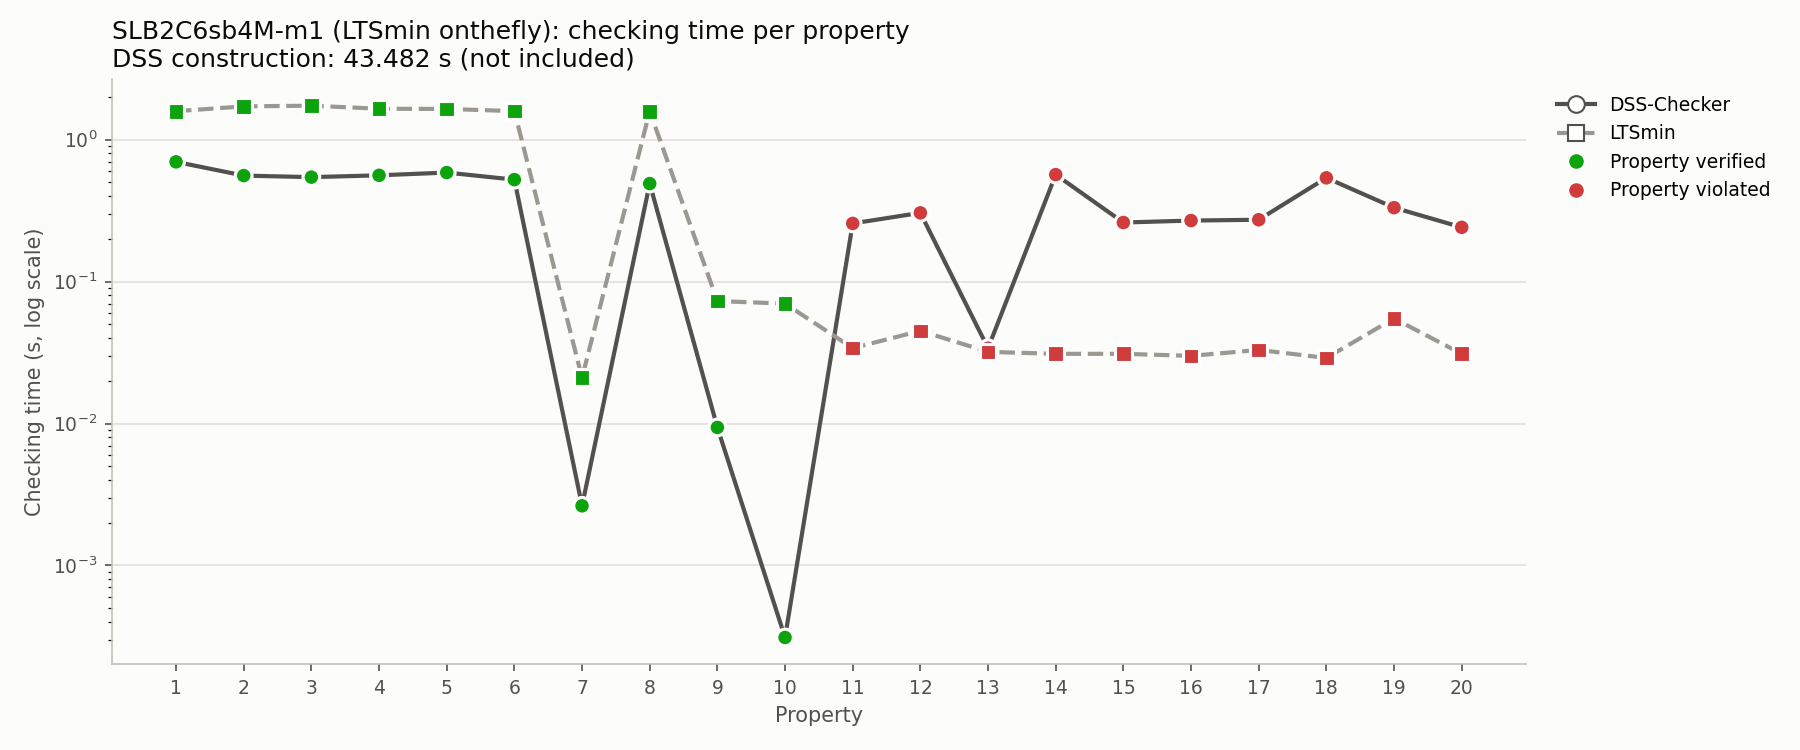 SLB2C6sb4M-m1 (LTSmin onthefly): checking time per property
DSS construction: 43.482 s (not included)
Checking time (s, log scale)
10⁰
10⁻¹
10⁻²
10⁻³
1 2 3 4 5 6 7 8 9 10 11 12 13 14 15 16 17 18 19 20
Property
DSS-Checker
LTSmin
Property verified
Property violated